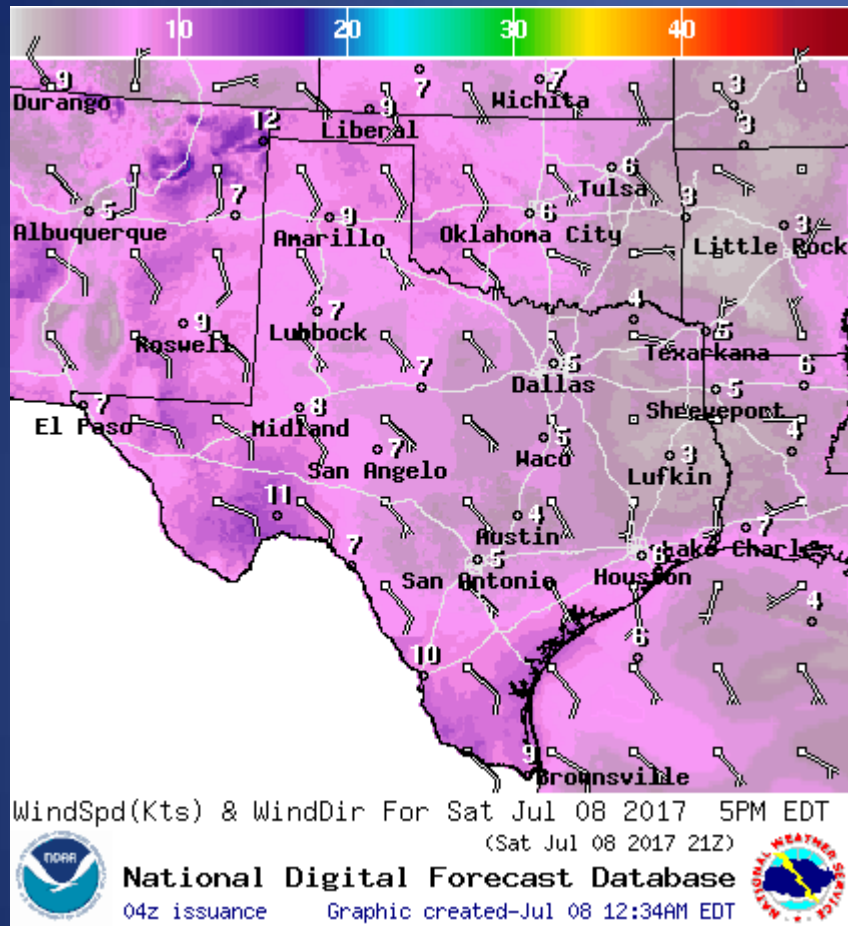 10 20 30 40
9 7 7 3
Durango Wichita
9
Liberal
12 3
6
Tulsa
5 7 9 6 3 3
Albuquerque Amarillo Oklahoma City Little Rock
9 7 4 5
Roswell Lubbock Texarkana
7 5 6
Dallas
7 8 5
El Paso Midland Shreveport
7 5 4
San Angelo Waco 3
Lufkin
11 4 7
Austin
7 5 6 Lake Charles
San Antonio Houston
4
6
10
9
Brownsville
WindSpd(Kts) & WindDir For Sat Jul 08 2017 5PM EDT
(Sat Jul 08 2017 21Z)
NOAA
National Digital Forecast Database
04z issuance Graphic created-Jul 08 12:34AM EDT
NATIONAL WEATHER SERVICE